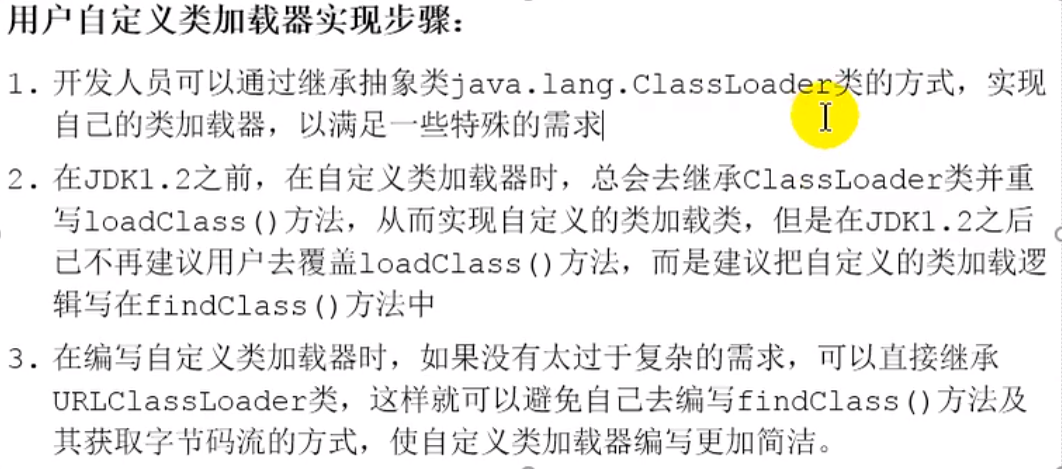 用户自定义类加载器实现步骤：
1. 开发人员可以通过继承抽象类java.lang.ClassLoader类的方式，实现
自己的类加载器，以满足一些特殊的需求
2. 在JDK1.2之前，在自定义类加载器时，总会去继承ClassLoader类并重
写loadClass()方法，从而实现自定义的类加载类，但是在JDK1.2之后
已不再建议用户去覆盖loadClass()方法，而是建议把自定义的类加载逻
辑写在findClass()方法中
3. 在编写自定义类加载器时，如果没有太过于复杂的需求，可以直接继承
URLClassLoader类，这样就可以避免自己去编写findClass()方法及
其获取字节码流的方式，使自定义类加载器编写更加简洁。